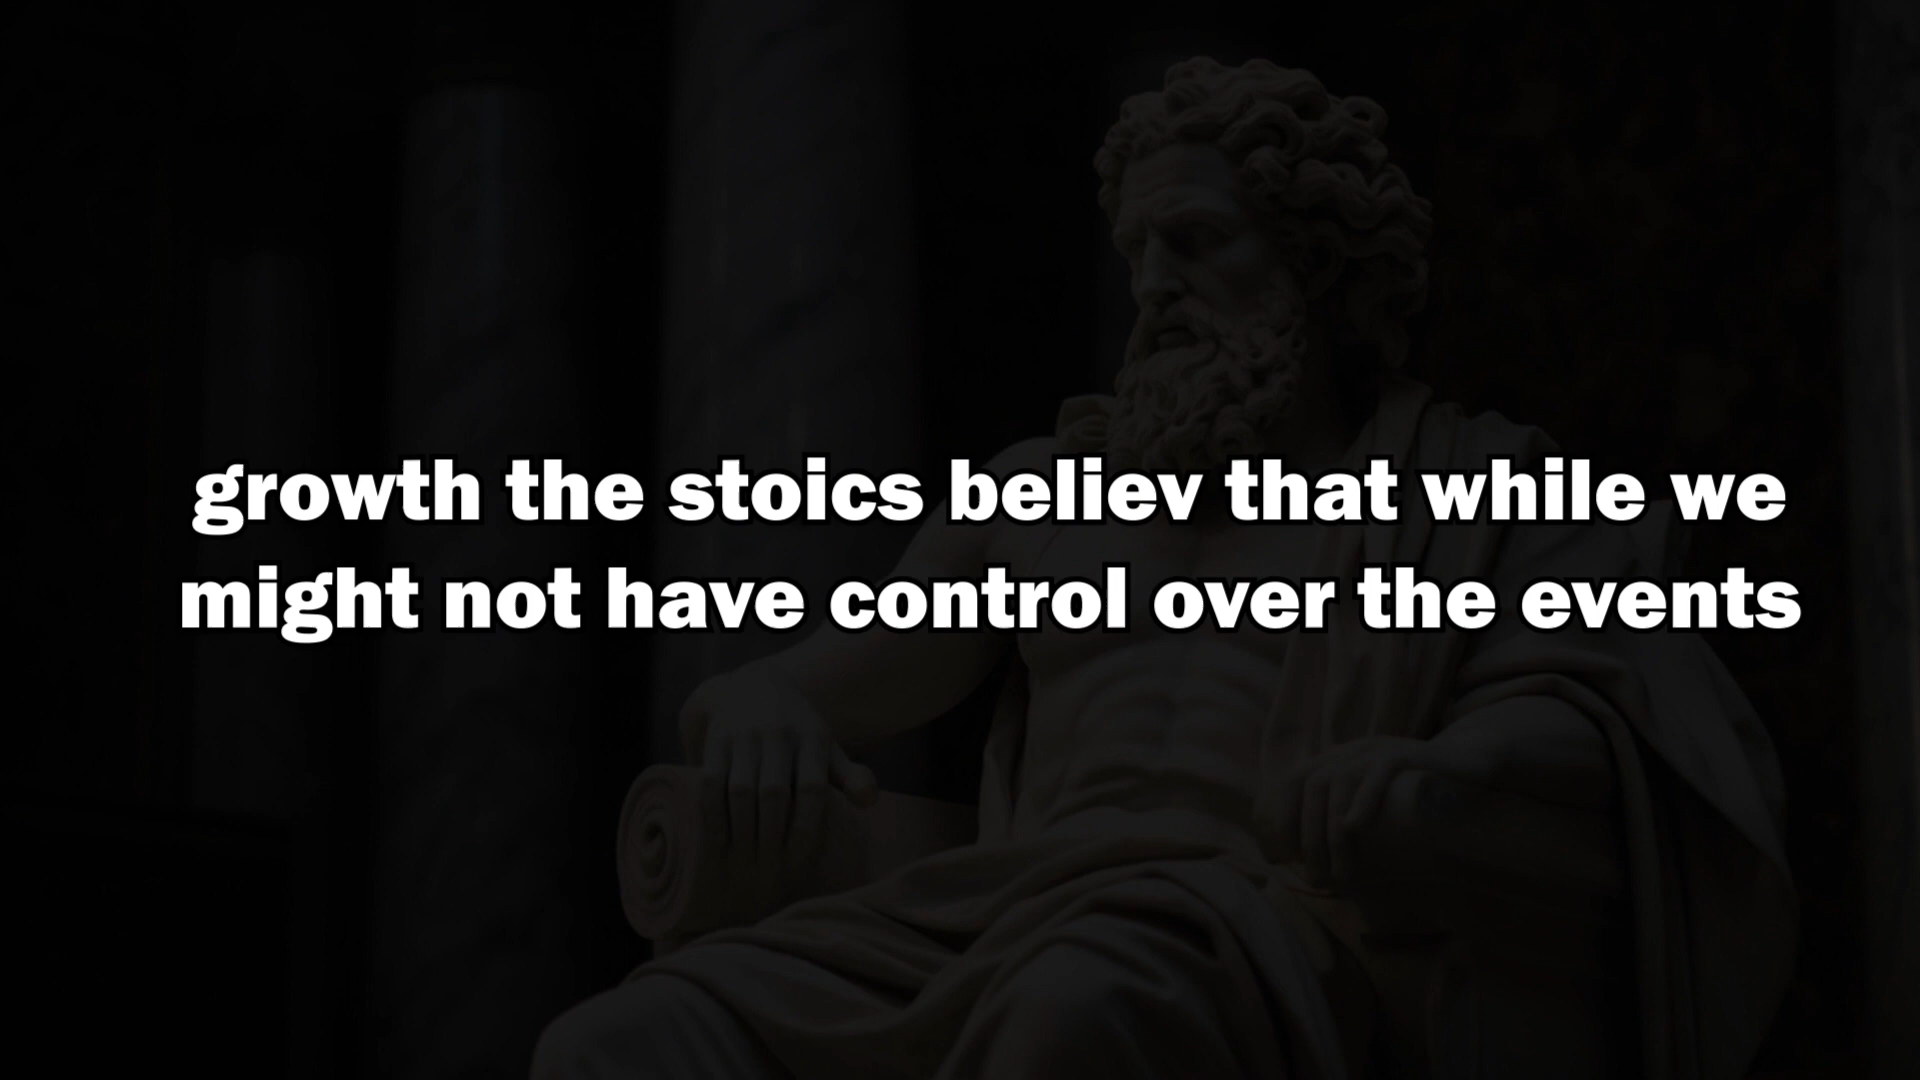 growth the stoics believ that while we
might not have control over the events